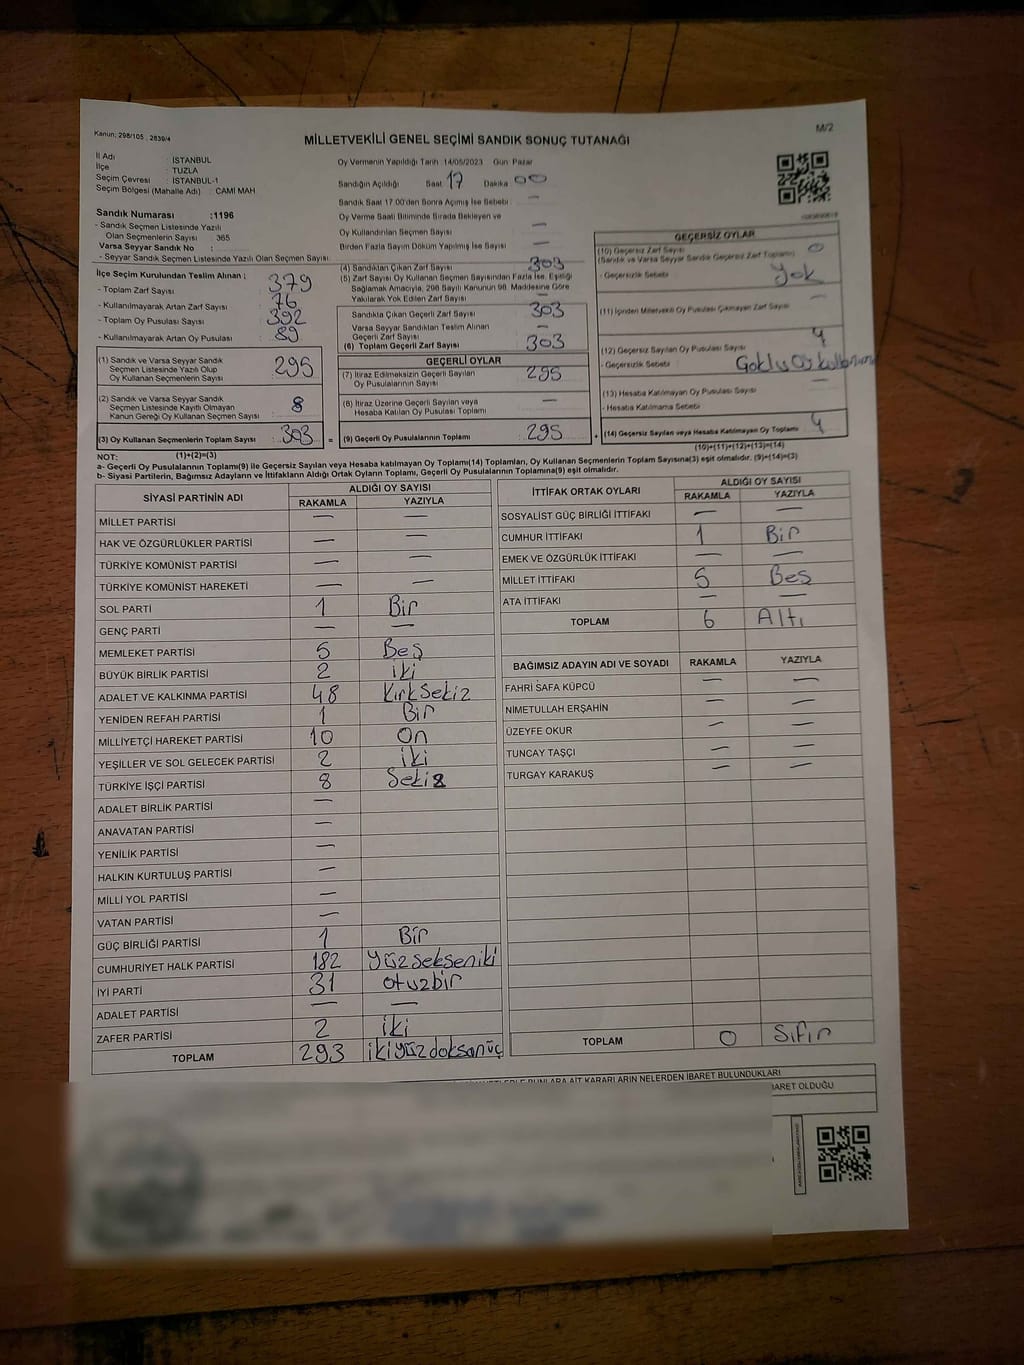 Kanun: 298/105 , 2839/4
M/2
MİLLETVEKİLİ GENEL SEÇİMİ SANDIK SONUÇ TUTANAĞI
İl Adı : İSTANBUL
İlçe : TUZLA
Seçim Çevresi : İSTANBUL-1
Seçim Bölgesi (Mahalle Adı) : CAMİ MAH
Sandık Numarası :1196
- Sandık Seçmen Listesinde Yazılı
Olan Seçmenlerin Sayısı : 365
Varsa Seyyar Sandık No :
- Seyyar Sandık Seçmen Listesinde Yazılı Olan Seçmen Sayısı
Oy Vermenin Yapıldığı Tarih 14/05/2023 Gün Pazar
Sandığın Açıldığı Saat 17 Dakika 00
Sandık Saat 17.00'den Sonra Açımış İse Sebebi : —
Oy Verme Saati Bitiminde Sırada Bekleyen ve
Oy Kullandırılan Seçmen Sayısı —
Birden Fazla Sayım Döküm Yapılmış İse Sayısı —
İlçe Seçim Kurulundan Teslim Alınan ;
- Toplam Zarf Sayısı : 379
- Kullanılmayarak Artan Zarf Sayısı : 76
- Toplam Oy Pusulası Sayısı : 392
- Kullanılmayarak Artan Oy Pusulası : 89
(1) Sandık ve Varsa Seyyar Sandık
Seçmen Listesinde Yazılı Olup
Oy Kullanan Seçmenlerin Sayısı : 295
(2) Sandık ve Varsa Seyyar Sandık
Seçmen Listesinde Kayıtlı Olmayan
Kanun Gereği Oy Kullanan Seçmen Sayısı : 8
(3) Oy Kullanan Seçmenlerin Toplam Sayısı : 303
(1)+(2)=(3)
(4) Sandıktan Çıkan Zarf Sayısı 303
(5) Zarf Sayısı Oy Kullanan Seçmen Sayısından Fazla İse, Eşitliği
Sağlamak Amacıyla, 298 Sayılı Kanunun 98. Maddesine Göre
Yakılarak Yok Edilen Zarf Sayısı —
Sandıkta Çıkan Geçerli Zarf Sayısı 303
Varsa Seyyar Sandıktan Teslim Alınan
Geçerli Zarf Sayısı —
(6) Toplam Geçerli Zarf Sayısı 303
GEÇERLİ OYLAR
(7) İtiraz Edilmeksizin Geçerli Sayılan
Oy Pusulalarının Sayısı : 295
(8) İtiraz Üzerine Geçerli Sayılan veya
Hesaba Katılan Oy Pusulası Toplamı —
= (9) Geçerli Oy Pusulalarının Toplamı : 295
GEÇERSİZ OYLAR
(10) Geçersiz Zarf Sayısı 0
(Sandık ve Varsa Seyyar Sandık Geçersiz Zarf Toplamı)
- Geçersizlik Sebebi : Yok
(11) İçinden Milletvekili Oy Pusulası Çıkmayan Zarf Sayısı —
(12) Geçersiz Sayılan Oy Pusulası Sayısı 4
- Geçersizlik Sebebi : Goklu Oy kullanımı
(13) Hesaba Katılmayan Oy Pusulası Sayısı —
- Hesaba Katılmama Sebebi
+ (14) Geçersiz Sayılan veya Hesaba Katılmayan Oy Toplamı 4
(10)+(11)+(12)+(13)=(14)
NOT:
a- Geçerli Oy Pusulalarının Toplamı(9) ile Geçersiz Sayılan veya Hesaba katılmayan Oy Toplamı(14) Toplamları, Oy Kullanan Seçmenlerin Toplam Sayısına(3) eşit olmalıdır. (9)+(14)=(3)
b- Siyasi Partilerin, Bağımsız Adayların ve İttifakların Aldığı Ortak Oyların Toplamı, Geçerli Oy Pusulalarının Toplamına(9) eşit olmalıdır.
SİYASİ PARTİNİN ADI ALDIĞI OY SAYISI
RAKAMLA YAZIYLA
MİLLET PARTİSİ — —
HAK VE ÖZGÜRLÜKLER PARTİSİ — —
TÜRKİYE KOMÜNİST PARTİSİ — —
TÜRKİYE KOMÜNİST HAREKETİ — —
SOL PARTİ 1 Bir
GENÇ PARTİ — —
MEMLEKET PARTİSİ 5 Beş
BÜYÜK BİRLİK PARTİSİ 2 iki
ADALET VE KALKINMA PARTİSİ 48 Kırksekiz
YENİDEN REFAH PARTİSİ 1 Bir
MİLLİYETÇİ HAREKET PARTİSİ 10 On
YEŞİLLER VE SOL GELECEK PARTİSİ 2 iki
TÜRKİYE İŞÇİ PARTİSİ 8 Sekiz
ADALET BİRLİK PARTİSİ —
ANAVATAN PARTİSİ —
YENİLİK PARTİSİ —
HALKIN KURTULUŞ PARTİSİ —
MİLLİ YOL PARTİSİ —
VATAN PARTİSİ —
GÜÇ BİRLİĞİ PARTİSİ 1 Bir
CUMHURİYET HALK PARTİSİ 182 yüzsekseniki
İYİ PARTİ 31 otuzbir
ADALET PARTİSİ — —
ZAFER PARTİSİ 2 iki
TOPLAM 293 ikiyüzdoksanüç
İTTİFAK ORTAK OYLARI ALDIĞI OY SAYISI
RAKAMLA YAZIYLA
SOSYALİST GÜÇ BİRLİĞİ İTTİFAKI — —
CUMHUR İTTİFAKI 1 Bir
EMEK VE ÖZGÜRLÜK İTTİFAKI — —
MİLLET İTTİFAKI 5 Beş
ATA İTTİFAKI — —
TOPLAM 6 Altı
BAĞIMSIZ ADAYIN ADI VE SOYADI RAKAMLA YAZIYLA
FAHRİ SAFA KÜPCÜ — —
NİMETULLAH ERŞAHİN — —
ÜZEYFE OKUR — —
TUNCAY TAŞÇI — —
TURGAY KARAKUŞ — —
TOPLAM 0 Sıfır
BUNLARA AİT KARARLARIN NELERDEN İBARET BULUNDUKLARI
İBARET OLDUĞU